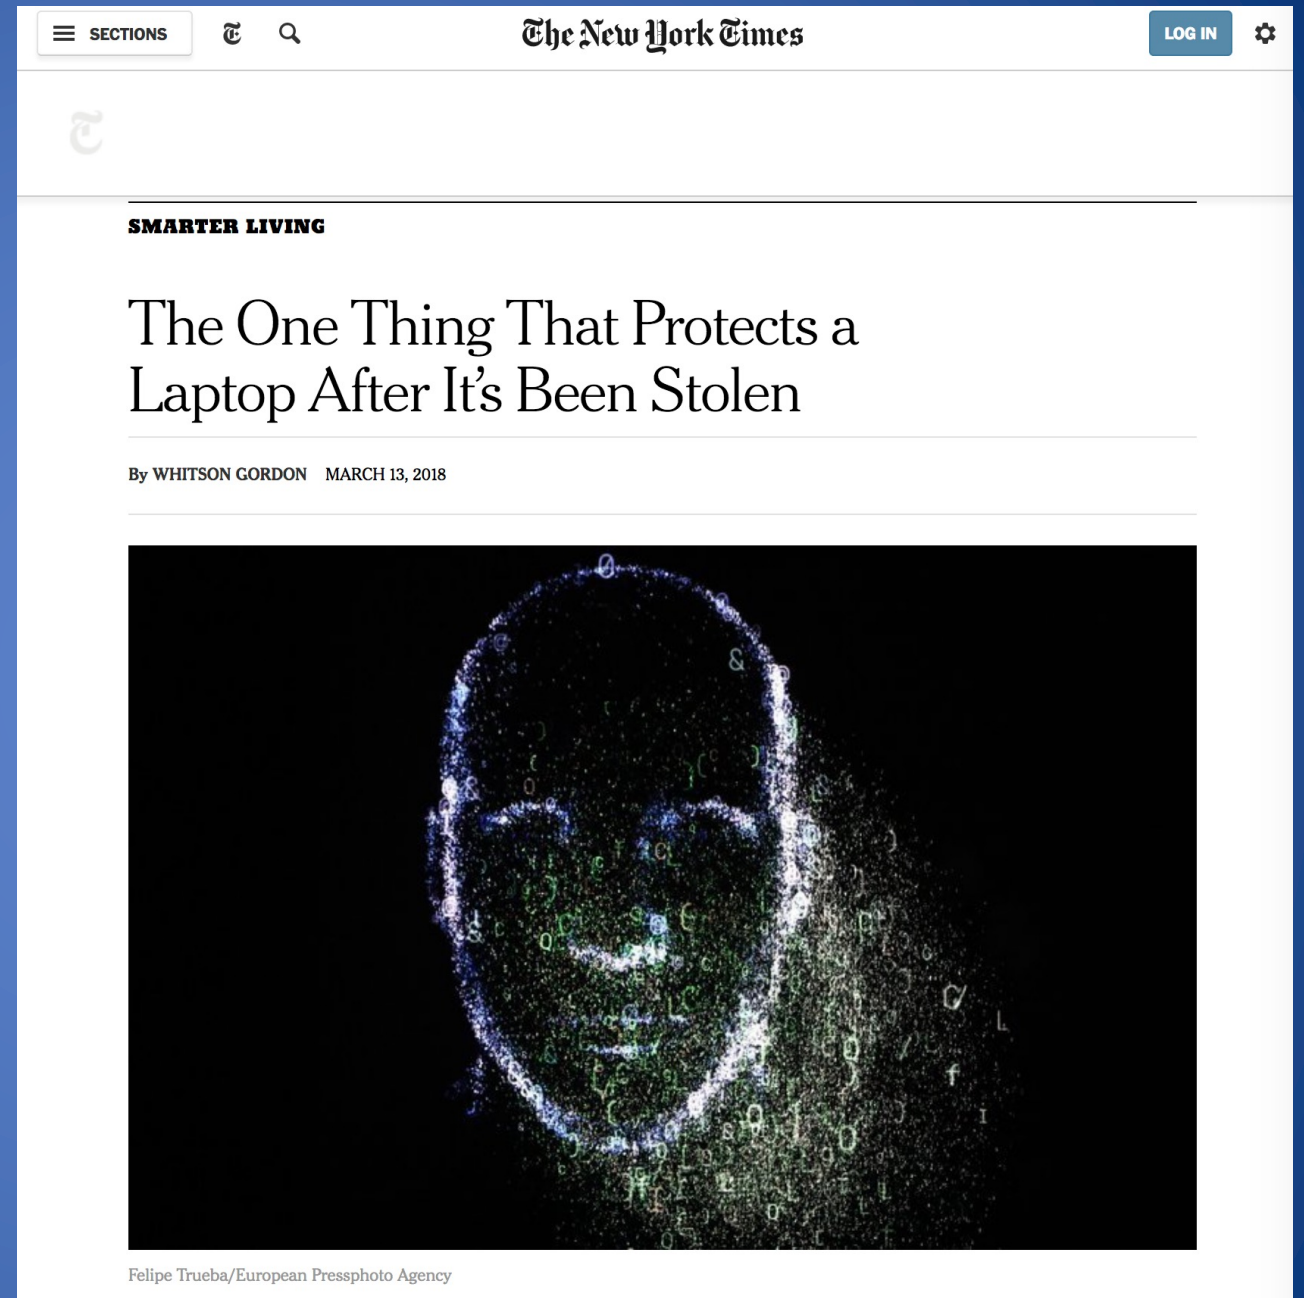 SECTIONS
The New York Times
LOG IN
SMARTER LIVING
The One Thing That Protects a
Laptop After It's Been Stolen
By WHITSON GORDON MARCH 13, 2018
Felipe Trueba/European Pressphoto Agency